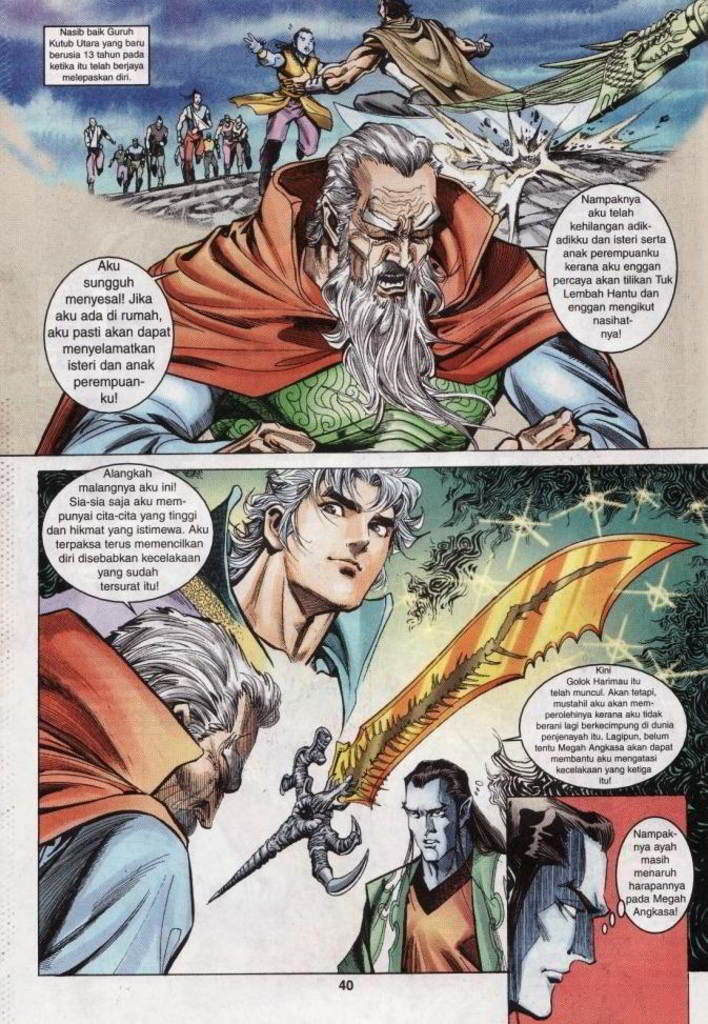 Nasib baik Guruh
Kutub Utara yang baru
berusia 13 tahun pada
ketika itu telah berjaya
melepaskan diri.
Nampaknya
aku telah
kehilangan adik-
adikku dan isteri serta
anak perempuanku
kerana aku enggan
percaya akan tilikan Tuk
Lembah Hantu dan
enggan mengikut
nasihat-
nya!
Aku
sungguh
menyesal! Jika
aku ada di rumah,
aku pasti akan dapat
menyelamatkan
isteri dan anak
perempuan-
ku!
Alangkah
malangnya aku ini!
Sia-sia saja aku mem-
punyai cita-cita yang tinggi
dan hikmat yang istimewa. Aku
terpaksa terus memencilkan
diri disebabkan kecelakaan
yang sudah
tersurat itu!
Kini
Golok Harimau itu
telah muncul. Akan tetapi,
mustahil aku akan mem-
perolehinya kerana aku tidak
berani lagi berkecimpung di dunia
penjenayah itu. Lagipun, belum
tentu Megah Angkasa akan dapat
membantu aku mengatasi
kecelakaan yang ketiga
itu!
Nampak-
nya ayah
masih
menaruh
harapannya
pada Megah
Angkasa!
40